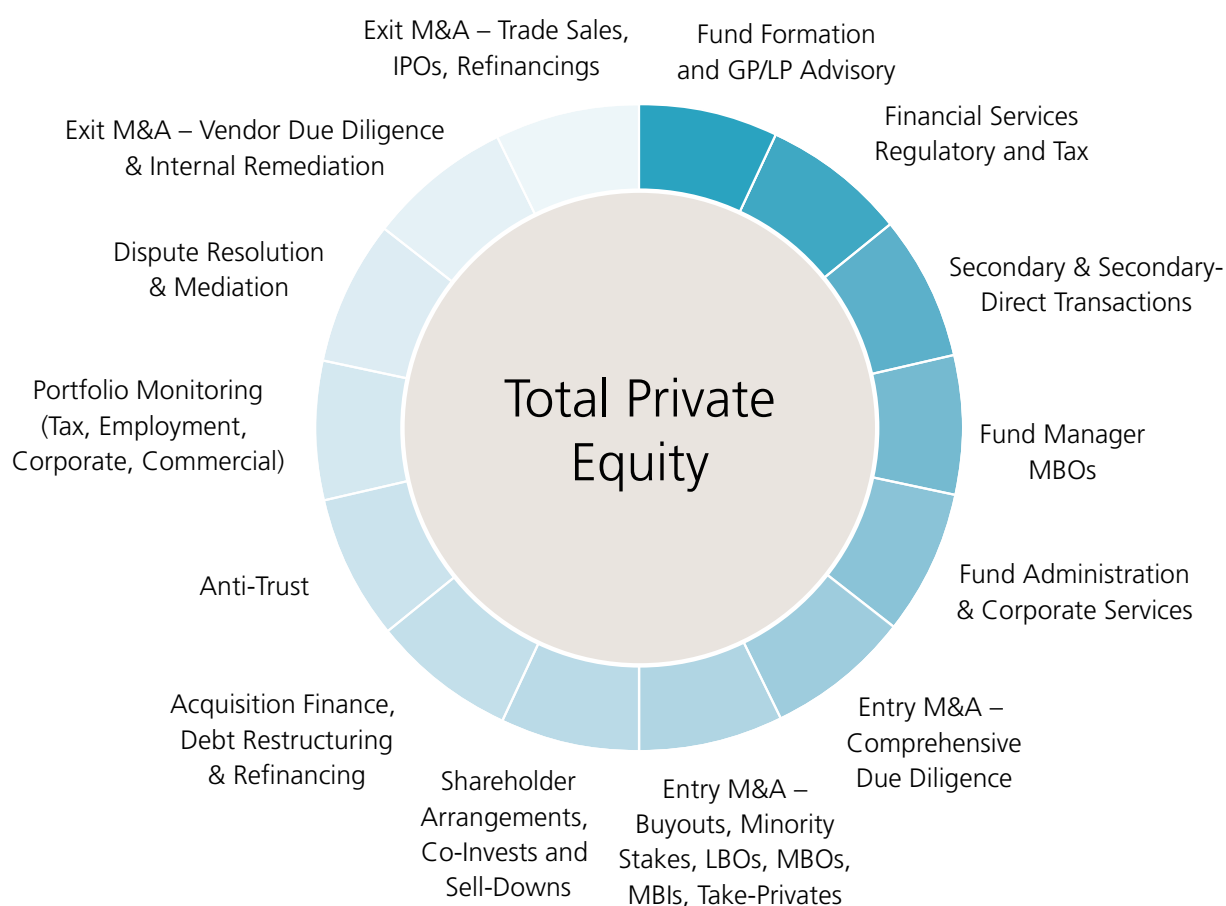 Exit M&A – Trade Sales,
IPOs, Refinancings
Fund Formation
and GP/LP Advisory
Financial Services
Regulatory and Tax
Secondary & Secondary-
Direct Transactions
Fund Manager
MBOs
Fund Administration
& Corporate Services
Entry M&A –
Comprehensive
Due Diligence
Entry M&A –
Buyouts, Minority
Stakes, LBOs, MBOs,
MBIs, Take-Privates
Shareholder
Arrangements,
Co-Invests and
Sell-Downs
Acquisition Finance,
Debt Restructuring
& Refinancing
Anti-Trust
Portfolio Monitoring
(Tax, Employment,
Corporate, Commercial)
Dispute Resolution
& Mediation
Exit M&A – Vendor Due Diligence
& Internal Remediation
Total Private
Equity